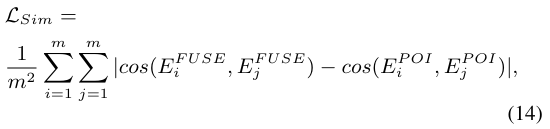 ℒ_{Sim} =
\frac{1}{m^2} \sum_{i=1}^{m} \sum_{j=1}^{m} |cos(E_i^{FUSE}, E_j^{FUSE}) − cos(E_i^{POI}, E_j^{POI})|,
(14)